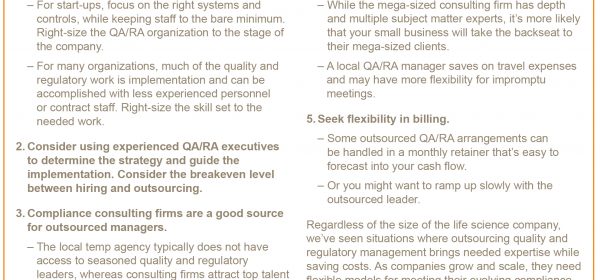 – For start-ups, focus on the right systems and
controls, while keeping staff to the bare minimum.
Right-size the QA/RA organization to the stage of
the company.
– For many organizations, much of the quality and
regulatory work is implementation and can be
accomplished with less experienced personnel
or contract staff. Right-size the skill set to the
needed work.
2. Consider using experienced QA/RA executives
to determine the strategy and guide the
implementation. Consider the breakeven level
between hiring and outsourcing.
3. Compliance consulting firms are a good source
for outsourced managers.
– The local temp agency typically does not have
access to seasoned quality and regulatory
leaders, whereas consulting firms attract top talent
– While the mega-sized consulting firm has depth
and multiple subject matter experts, it's more likely
that your small business will take the backseat to
their mega-sized clients.
– A local QA/RA manager saves on travel expenses
and may have more flexibility for impromptu
meetings.
5. Seek flexibility in billing.
– Some outsourced QA/RA arrangements can
be handled in a monthly retainer that's easy to
forecast into your cash flow.
– Or you might want to ramp up slowly with the
outsourced leader.
Regardless of the size of the life science company,
we've seen situations where outsourcing quality and
regulatory management brings needed expertise while
saving costs. As companies grow and scale, they need
flexible models for meeting their evolving compliance